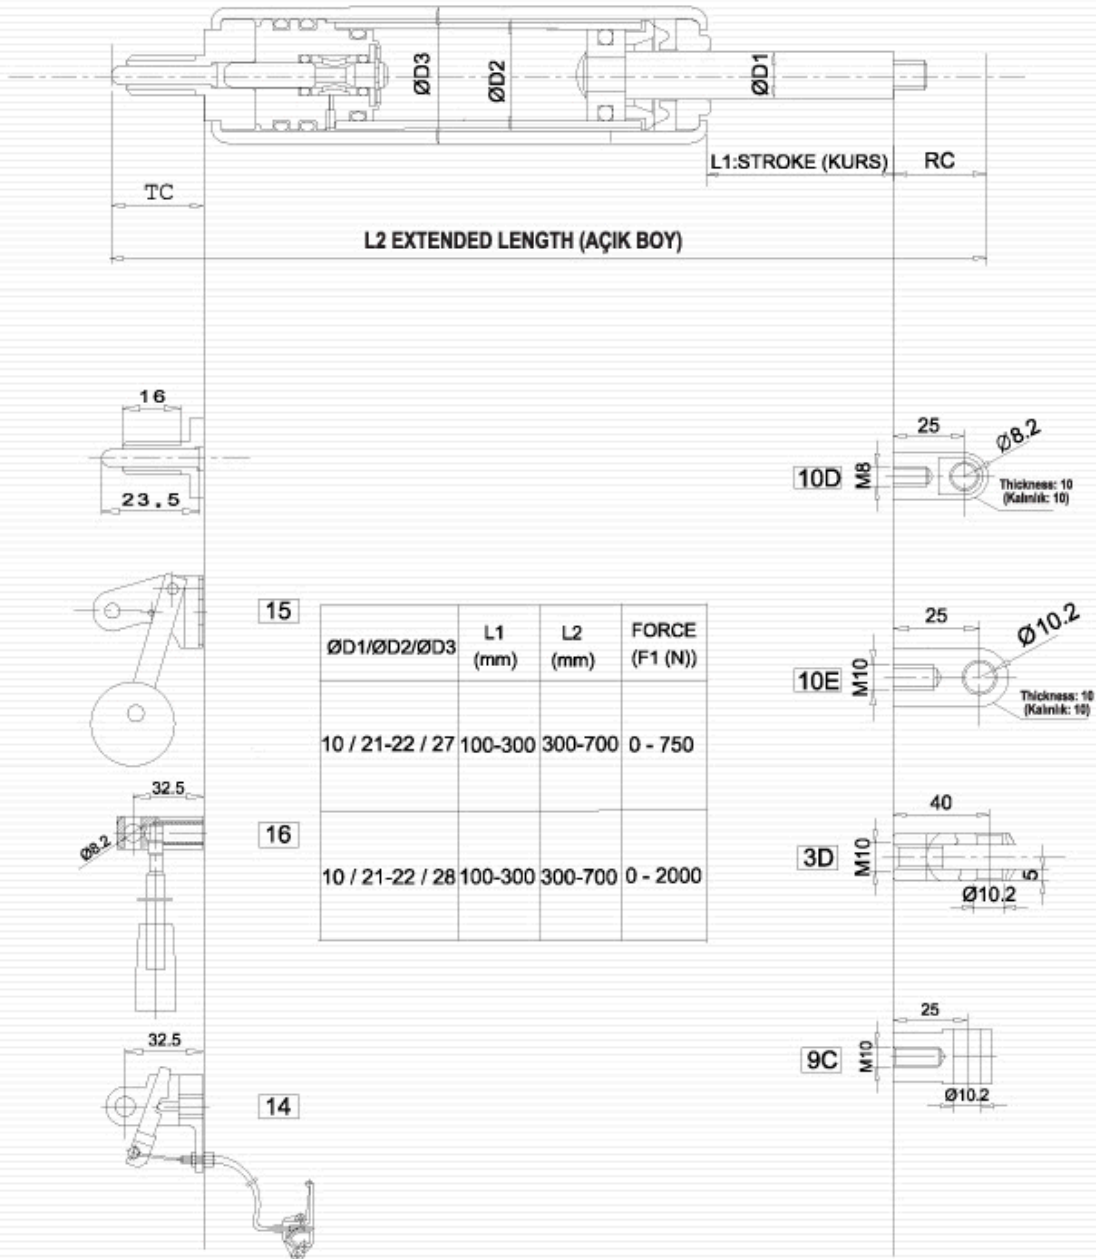 ØD3
ØD2
ØD1
L1:STROKE (KURS)
RC
TC
L2 EXTENDED LENGTH (AÇIK BOY)
16
23.5
25
Ø8.2
10D
M8
Thickness: 10
(Kalınlık: 10)
15
ØD1/ØD2/ØD3
L1
(mm)
L2
(mm)
FORCE
(F1 (N))
10 / 21-22 / 27
100-300
300-700
0 - 750
10 / 21-22 / 28
100-300
300-700
0 - 2000
25
Ø10.2
10E
M10
Thickness: 10
(Kalınlık: 10)
32.5
Ø8.2
16
40
3D
M10
5
Ø10.2
32.5
14
25
9C
M10
Ø10.2